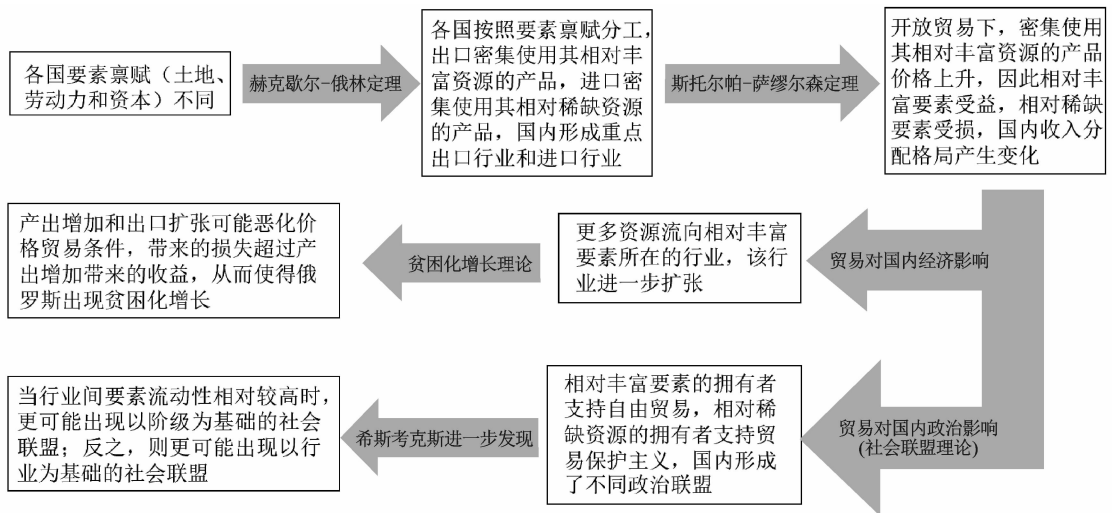 各国要素禀赋（土地、
劳动力和资本）不同
赫克歇尔-俄林定理
各国按照要素禀赋分工，
出口密集使用其相对丰
富资源的产品，进口密
集使用其相对稀缺资源
的产品，国内形成重点
出口行业和进口行业
斯托尔帕-萨缪尔森定理
开放贸易下，密集使用
其相对丰富资源的产品
价格上升，因此相对丰
富要素受益，相对稀缺
要素受损，国内收入分
配格局产生变化
贸易对国内经济影响
更多资源流向相对丰富
要素所在的行业，该行
业进一步扩张
贫困化增长理论
产出增加和出口扩张可能恶化价
格贸易条件，带来的损失超过产
出增加带来的收益，从而使得俄
罗斯出现贫困化增长
贸易对国内政治影响
(社会联盟理论)
相对丰富要素的拥有者
支持自由贸易，相对稀
缺资源的拥有者支持贸
易保护主义，国内形成
了不同政治联盟
希斯考克斯进一步发现
当行业间要素流动性相对较高时，
更可能出现以阶级为基础的社会
联盟；反之，则更可能出现以行
业为基础的社会联盟